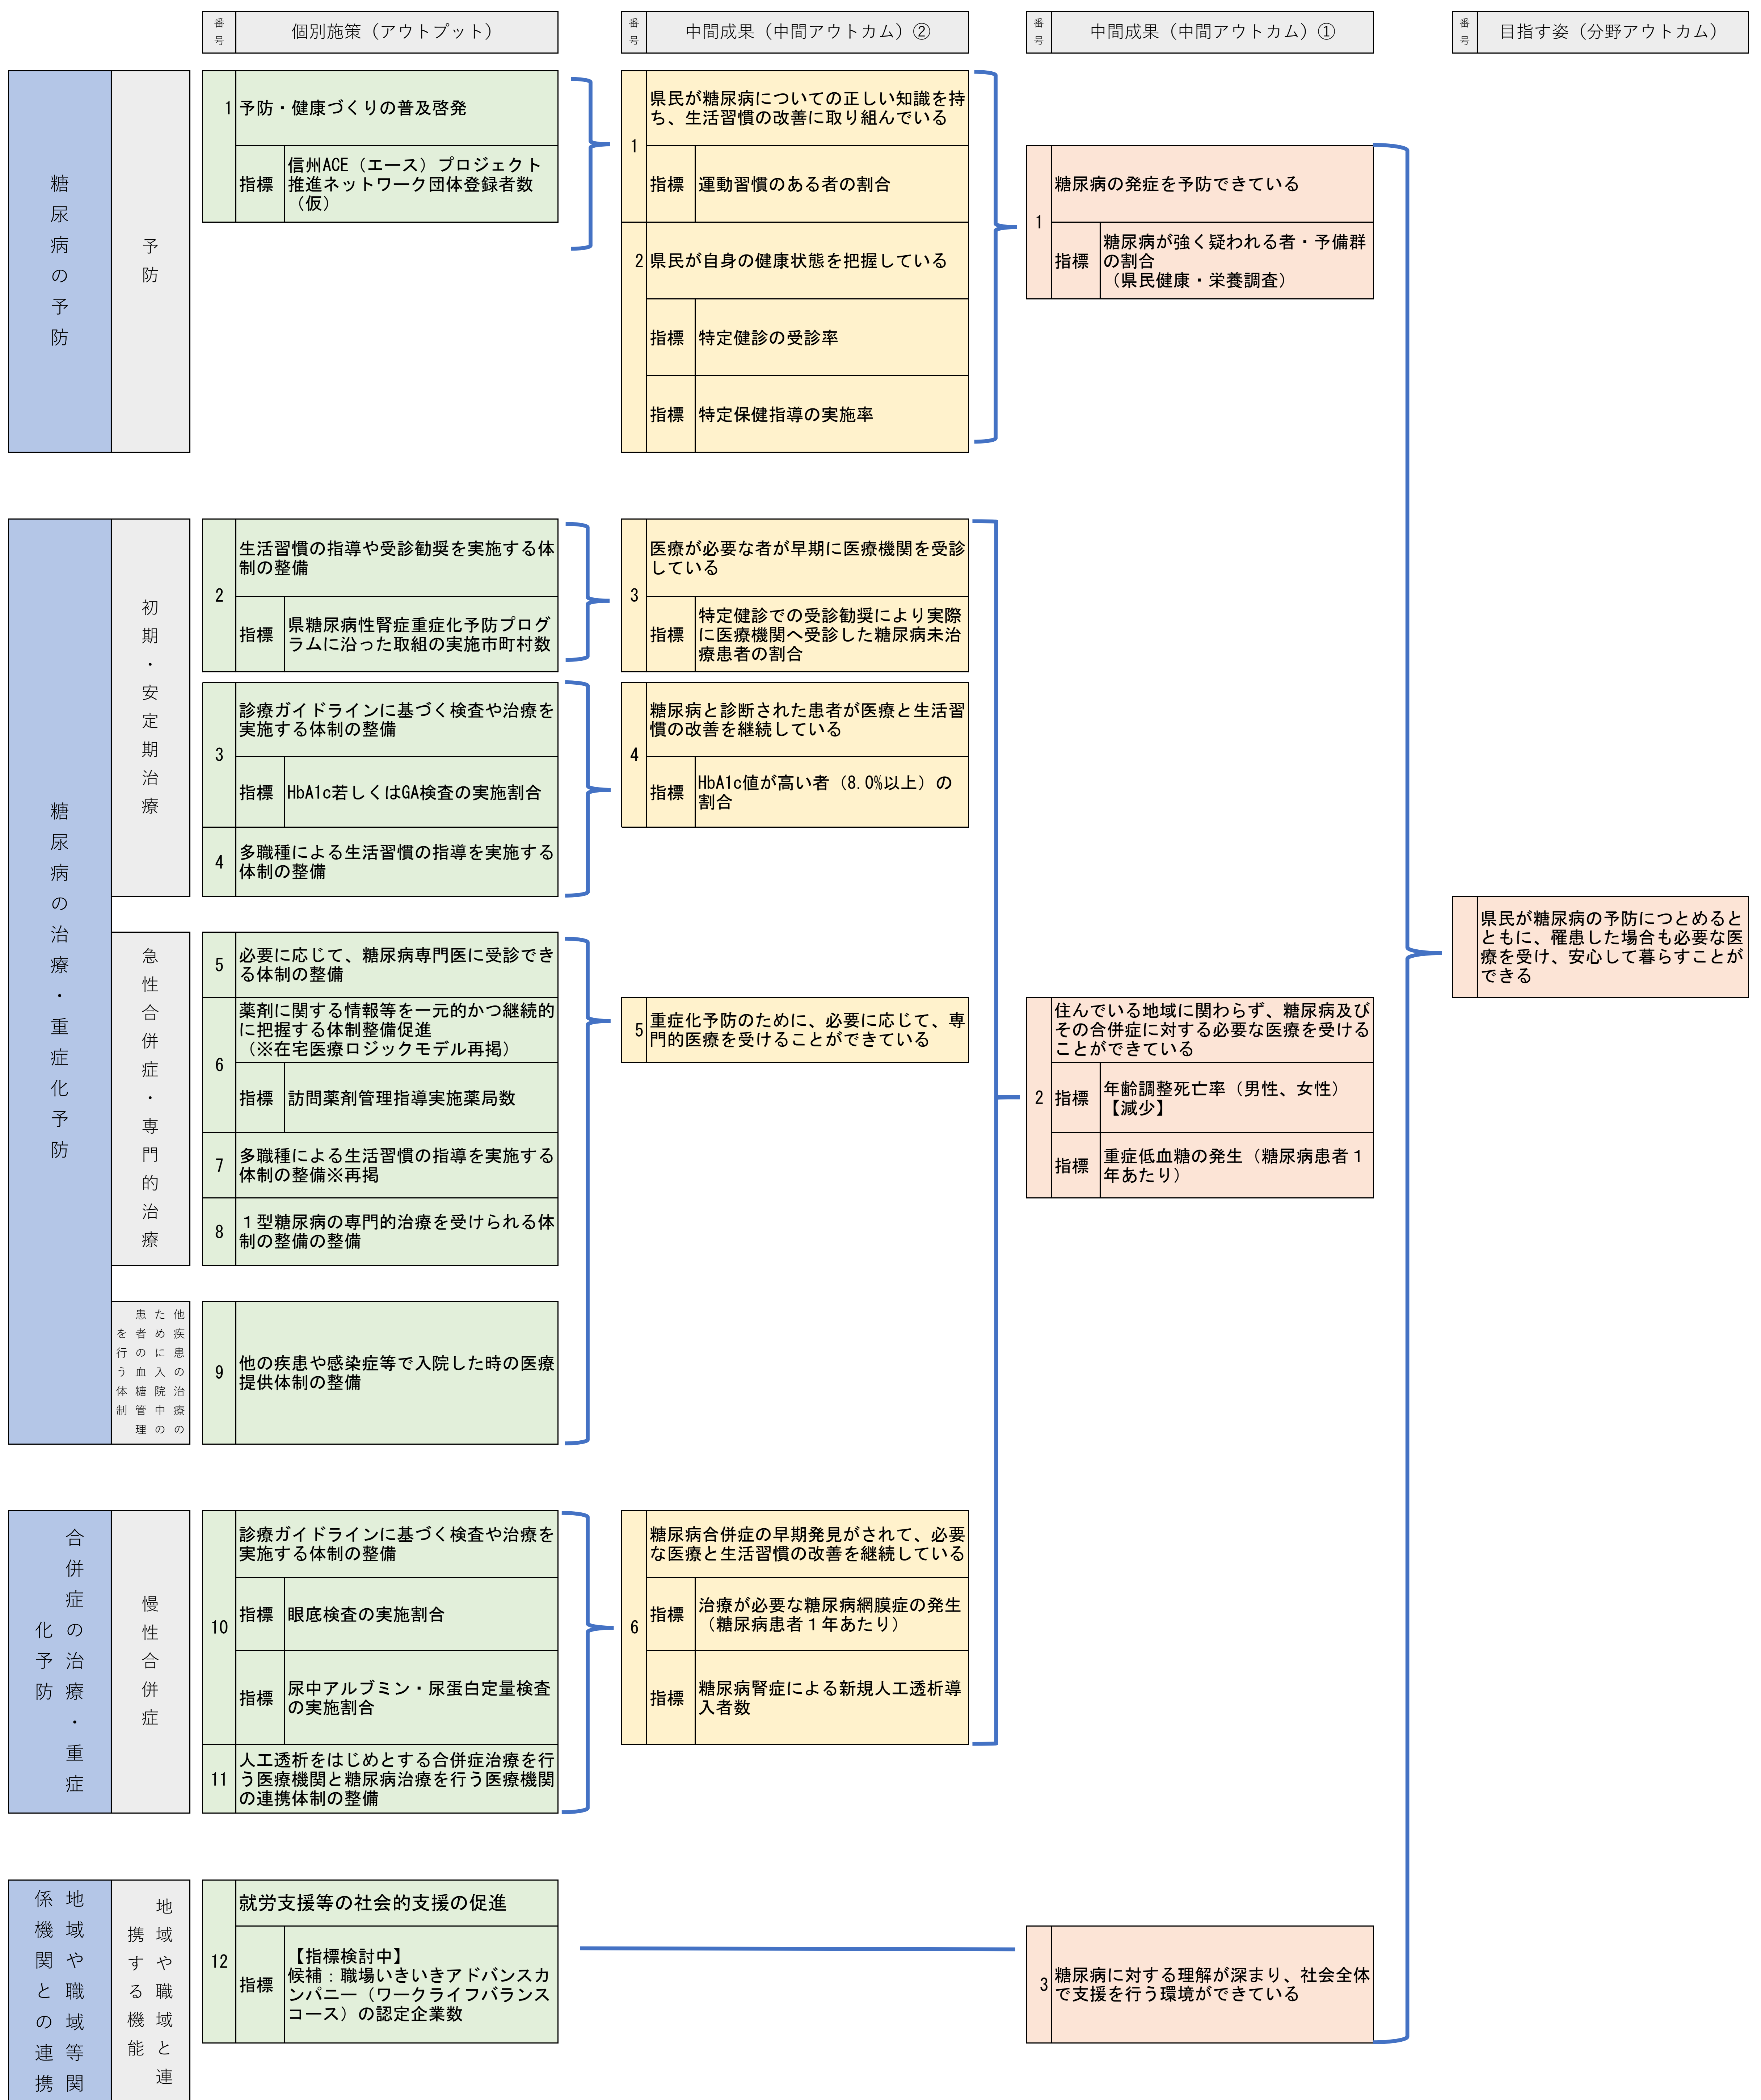 番号
個別施策（アウトプット）
番号
中間成果（中間アウトカム）②
番号
中間成果（中間アウトカム）①
番号
目指す姿（分野アウトカム）
糖尿病の予防
予防
1
予防・健康づくりの普及啓発
指標
信州ACE（エース）プロジェクト
推進ネットワーク団体登録者数
（仮）
1
県民が糖尿病についての正しい知識を持
ち、生活習慣の改善に取り組んでいる
指標
運動習慣のある者の割合
2
県民が自身の健康状態を把握している
指標
特定健診の受診率
指標
特定保健指導の実施率
1
糖尿病の発症を予防できている
指標
糖尿病が強く疑われる者・予備群
の割合
（県民健康・栄養調査）
糖尿病の治療・重症化予防
初期・安定期治療
2
生活習慣の指導や受診勧奨を実施する体
制の整備
指標
県糖尿病性腎症重症化予防プログ
ラムに沿った取組の実施市町村数
3
医療が必要な者が早期に医療機関を受診
している
指標
特定健診での受診勧奨により実際
に医療機関へ受診した糖尿病未治
療患者の割合
3
診療ガイドラインに基づく検査や治療を
実施する体制の整備
指標
HbA1c若しくはGA検査の実施割合
4
多職種による生活習慣の指導を実施する
体制の整備
4
糖尿病と診断された患者が医療と生活習
慣の改善を継続している
指標
HbA1c値が高い者（8.0%以上）の
割合
急性合併症・専門的治療
5
必要に応じて、糖尿病専門医に受診でき
る体制の整備
6
薬剤に関する情報等を一元的かつ継続的
に把握する体制整備促進
（※在宅医療ロジックモデル再掲）
指標
訪問薬剤管理指導実施薬局数
7
多職種による生活習慣の指導を実施する
体制の整備※再掲
8
１型糖尿病の専門的治療を受けられる体
制の整備の整備
5
重症化予防のために、必要に応じて、専
門的医療を受けることができている
2
住んでいる地域に関わらず、糖尿病及び
その合併症に対する必要な医療を受ける
ことができている
指標
年齢調整死亡率（男性、女性）
【減少】
指標
重症低血糖の発生（糖尿病患者１
年あたり）
県民が糖尿病の予防につとめると
ともに、罹患した場合も必要な医
療を受け、安心して暮らすことが
できる
他疾患の治療の
ために入院中の
患者の血糖管理
を行う体制
9
他の疾患や感染症等で入院した時の医療
提供体制の整備
合併症の治療・重症
化予防
慢性合併症
10
診療ガイドラインに基づく検査や治療を
実施する体制の整備
指標
眼底検査の実施割合
指標
尿中アルブミン・尿蛋白定量検査
の実施割合
11
人工透析をはじめとする合併症治療を行
う医療機関と糖尿病治療を行う医療機関
の連携体制の整備
6
糖尿病合併症の早期発見がされて、必要
な医療と生活習慣の改善を継続している
指標
治療が必要な糖尿病網膜症の発生
（糖尿病患者１年あたり）
指標
糖尿病腎症による新規人工透析導
入者数
地域や職域等関
係機関との連携
地域や職域と連
携する機能
12
就労支援等の社会的支援の促進
指標
【指標検討中】
候補：職場いきいきアドバンスカ
ンパニー（ワークライフバランス
コース）の認定企業数
3
糖尿病に対する理解が深まり、社会全体
で支援を行う環境ができている